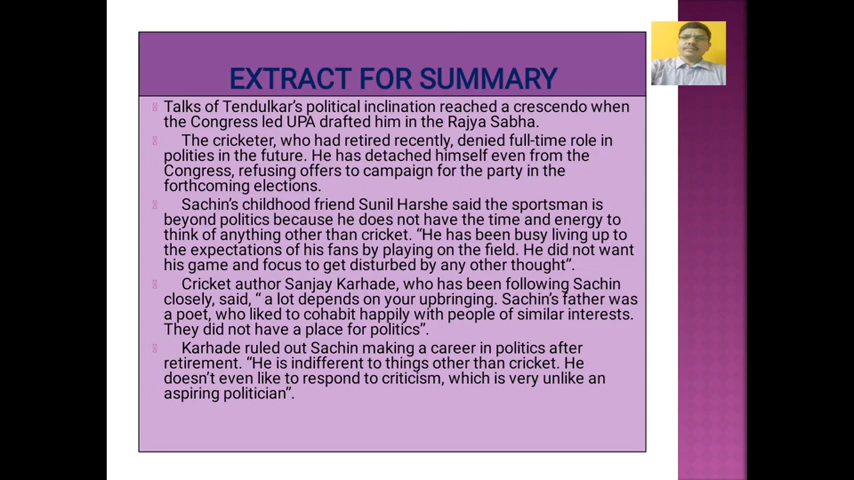 EXTRACT FOR SUMMARY
Talks of Tendulkar's political inclination reached a crescendo when
the Congress led UPA drafted him in the Rajya Sabha.
The cricketer, who had retired recently, denied full-time role in
polities in the future. He has detached himself even from the
Congress, refusing offers to campaign for the party in the
forthcoming elections.
Sachin's childhood friend Sunil Harshe said the sportsman is
beyond politics because he does not have the time and energy to
think of anything other than cricket. "He has been busy living up to
the expectations of his fans by playing on the field. He did not want
his game and focus to get disturbed by any other thought".
Cricket author Sanjay Karhade, who has been following Sachin
closely, said, " a lot depends on your upbringing. Sachin's father was
a poet, who liked to cohabit happily with people of similar interests.
They did not have a place for politics".
Karhade ruled out Sachin making a career in politics after
retirement. "He is indifferent to things other than cricket. He
doesn't even like to respond to criticism, which is very unlike an
aspiring politician".